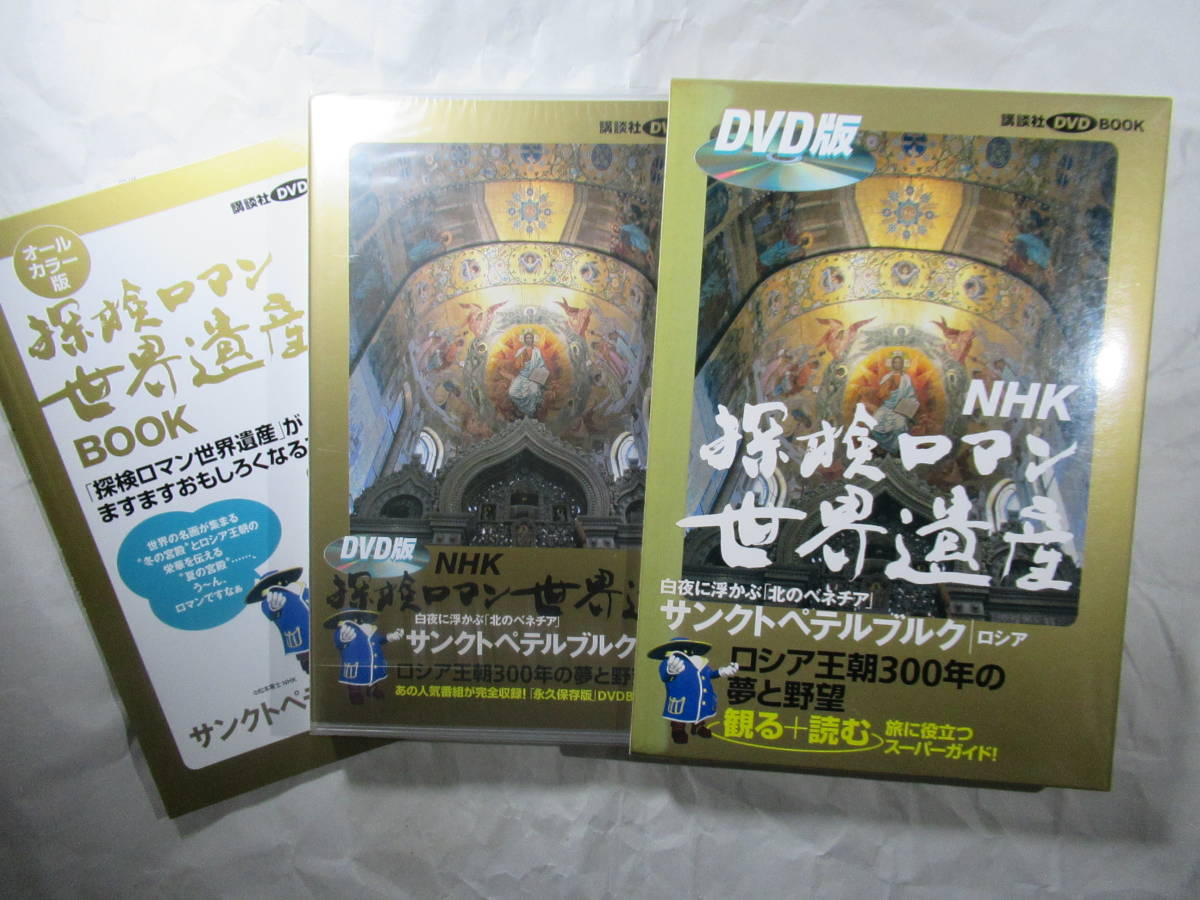 講談社 DVD
オール
カラー
版
探検ロマン
世界遺産
BOOK
「探検ロマン世界遺産」が
ますますおもしろくなる
世界の名画が集まる
"冬の宮殿"とロシア王朝の
栄華を伝える
"夏の宮殿"……、
う〜ん、
ロマンですなぁ
©松本零士・NHK
サンクトペテ
講談社 DV
DVD版
NHK
探検ロマン世界遺
白夜に浮かぶ「北のベネチア」
サンクトペテルブルク
ロシア王朝300年の夢と野
あの人気番組が完全収録!「永久保存版」DVDB
DVD版
講談社 DVD BOOK
NHK
探検ロマン
世界遺産
白夜に浮かぶ「北のベネチア」
サンクトペテルブルク|ロシア
ロシア王朝300年の
夢と野望
観る+読む 旅に役立つ
スーパーガイド!